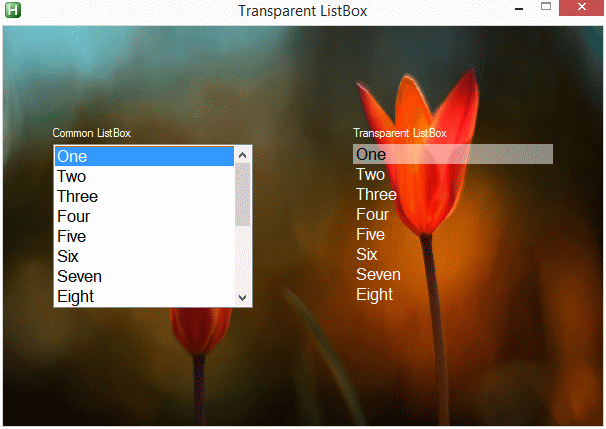 Transparent ListBox
Common ListBox
One
Two
Three
Four
Five
Six
Seven
Eight
Transparent ListBox
One
Two
Three
Four
Five
Six
Seven
Eight